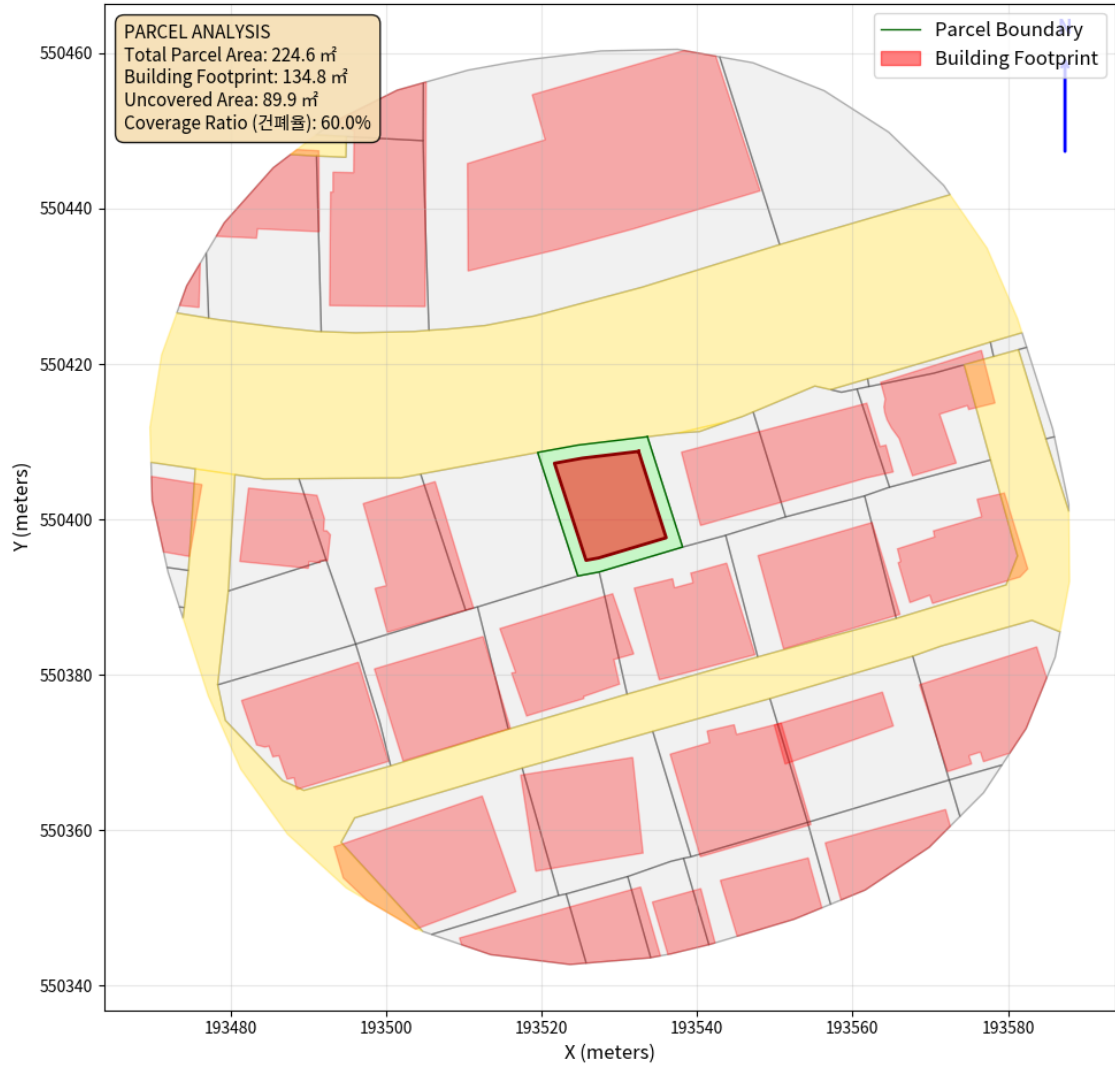 PARCEL ANALYSIS
Total Parcel Area: 224.6 ㎡
Building Footprint: 134.8 ㎡
Uncovered Area: 89.9 ㎡
Coverage Ratio (건폐율): 60.0%
N
Parcel Boundary
Building Footprint
550460
550440
550420
550400
550380
550360
550340
Y (meters)
193480 193500 193520 193540 193560 193580
X (meters)